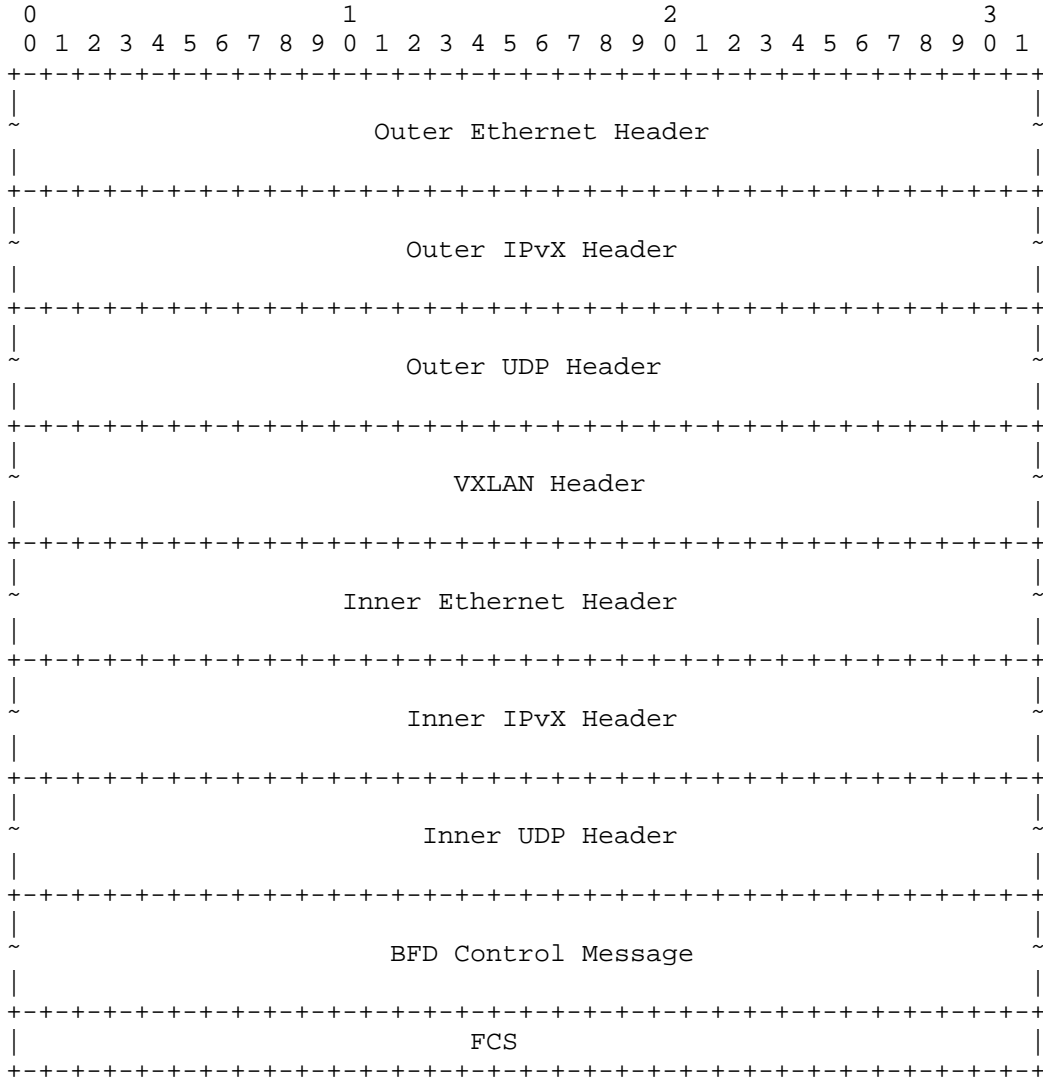 0                   1                   2                   3
 0 1 2 3 4 5 6 7 8 9 0 1 2 3 4 5 6 7 8 9 0 1 2 3 4 5 6 7 8 9 0 1
+-+-+-+-+-+-+-+-+-+-+-+-+-+-+-+-+-+-+-+-+-+-+-+-+-+-+-+-+-+-+-+-+
|                                                               |
~                      Outer Ethernet Header                    ~
|                                                               |
+-+-+-+-+-+-+-+-+-+-+-+-+-+-+-+-+-+-+-+-+-+-+-+-+-+-+-+-+-+-+-+-+
|                                                               |
~                        Outer IPvX Header                      ~
|                                                               |
+-+-+-+-+-+-+-+-+-+-+-+-+-+-+-+-+-+-+-+-+-+-+-+-+-+-+-+-+-+-+-+-+
|                                                               |
~                        Outer UDP Header                       ~
|                                                               |
+-+-+-+-+-+-+-+-+-+-+-+-+-+-+-+-+-+-+-+-+-+-+-+-+-+-+-+-+-+-+-+-+
|                                                               |
~                           VXLAN Header                        ~
|                                                               |
+-+-+-+-+-+-+-+-+-+-+-+-+-+-+-+-+-+-+-+-+-+-+-+-+-+-+-+-+-+-+-+-+
|                                                               |
~                    Inner Ethernet Header                      ~
|                                                               |
+-+-+-+-+-+-+-+-+-+-+-+-+-+-+-+-+-+-+-+-+-+-+-+-+-+-+-+-+-+-+-+-+
|                                                               |
~                        Inner IPvX Header                      ~
|                                                               |
+-+-+-+-+-+-+-+-+-+-+-+-+-+-+-+-+-+-+-+-+-+-+-+-+-+-+-+-+-+-+-+-+
|                                                               |
~                         Inner UDP Header                      ~
|                                                               |
+-+-+-+-+-+-+-+-+-+-+-+-+-+-+-+-+-+-+-+-+-+-+-+-+-+-+-+-+-+-+-+-+
|                                                               |
~                       BFD Control Message                     ~
|                                                               |
+-+-+-+-+-+-+-+-+-+-+-+-+-+-+-+-+-+-+-+-+-+-+-+-+-+-+-+-+-+-+-+-+
|                            FCS                                |
+-+-+-+-+-+-+-+-+-+-+-+-+-+-+-+-+-+-+-+-+-+-+-+-+-+-+-+-+-+-+-+-+